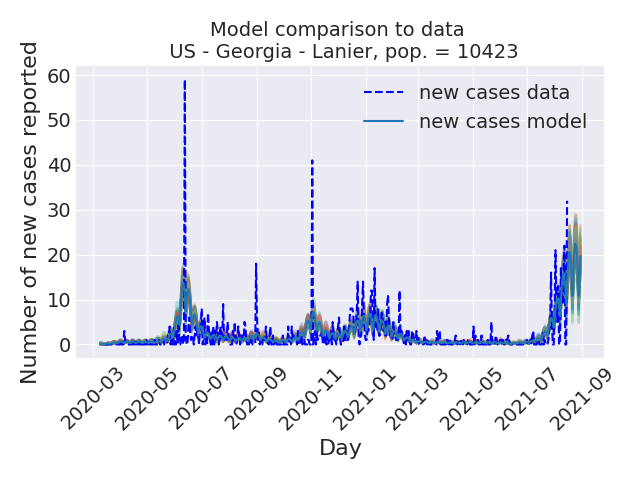 Model comparison to data
US - Georgia - Lanier, pop. = 10423
Number of new cases reported
60
50
40
30
20
10
0
new cases data
new cases model
2020-03
2020-05
2020-07
2020-09
2020-11
2021-01
2021-03
2021-05
2021-07
2021-09
Day